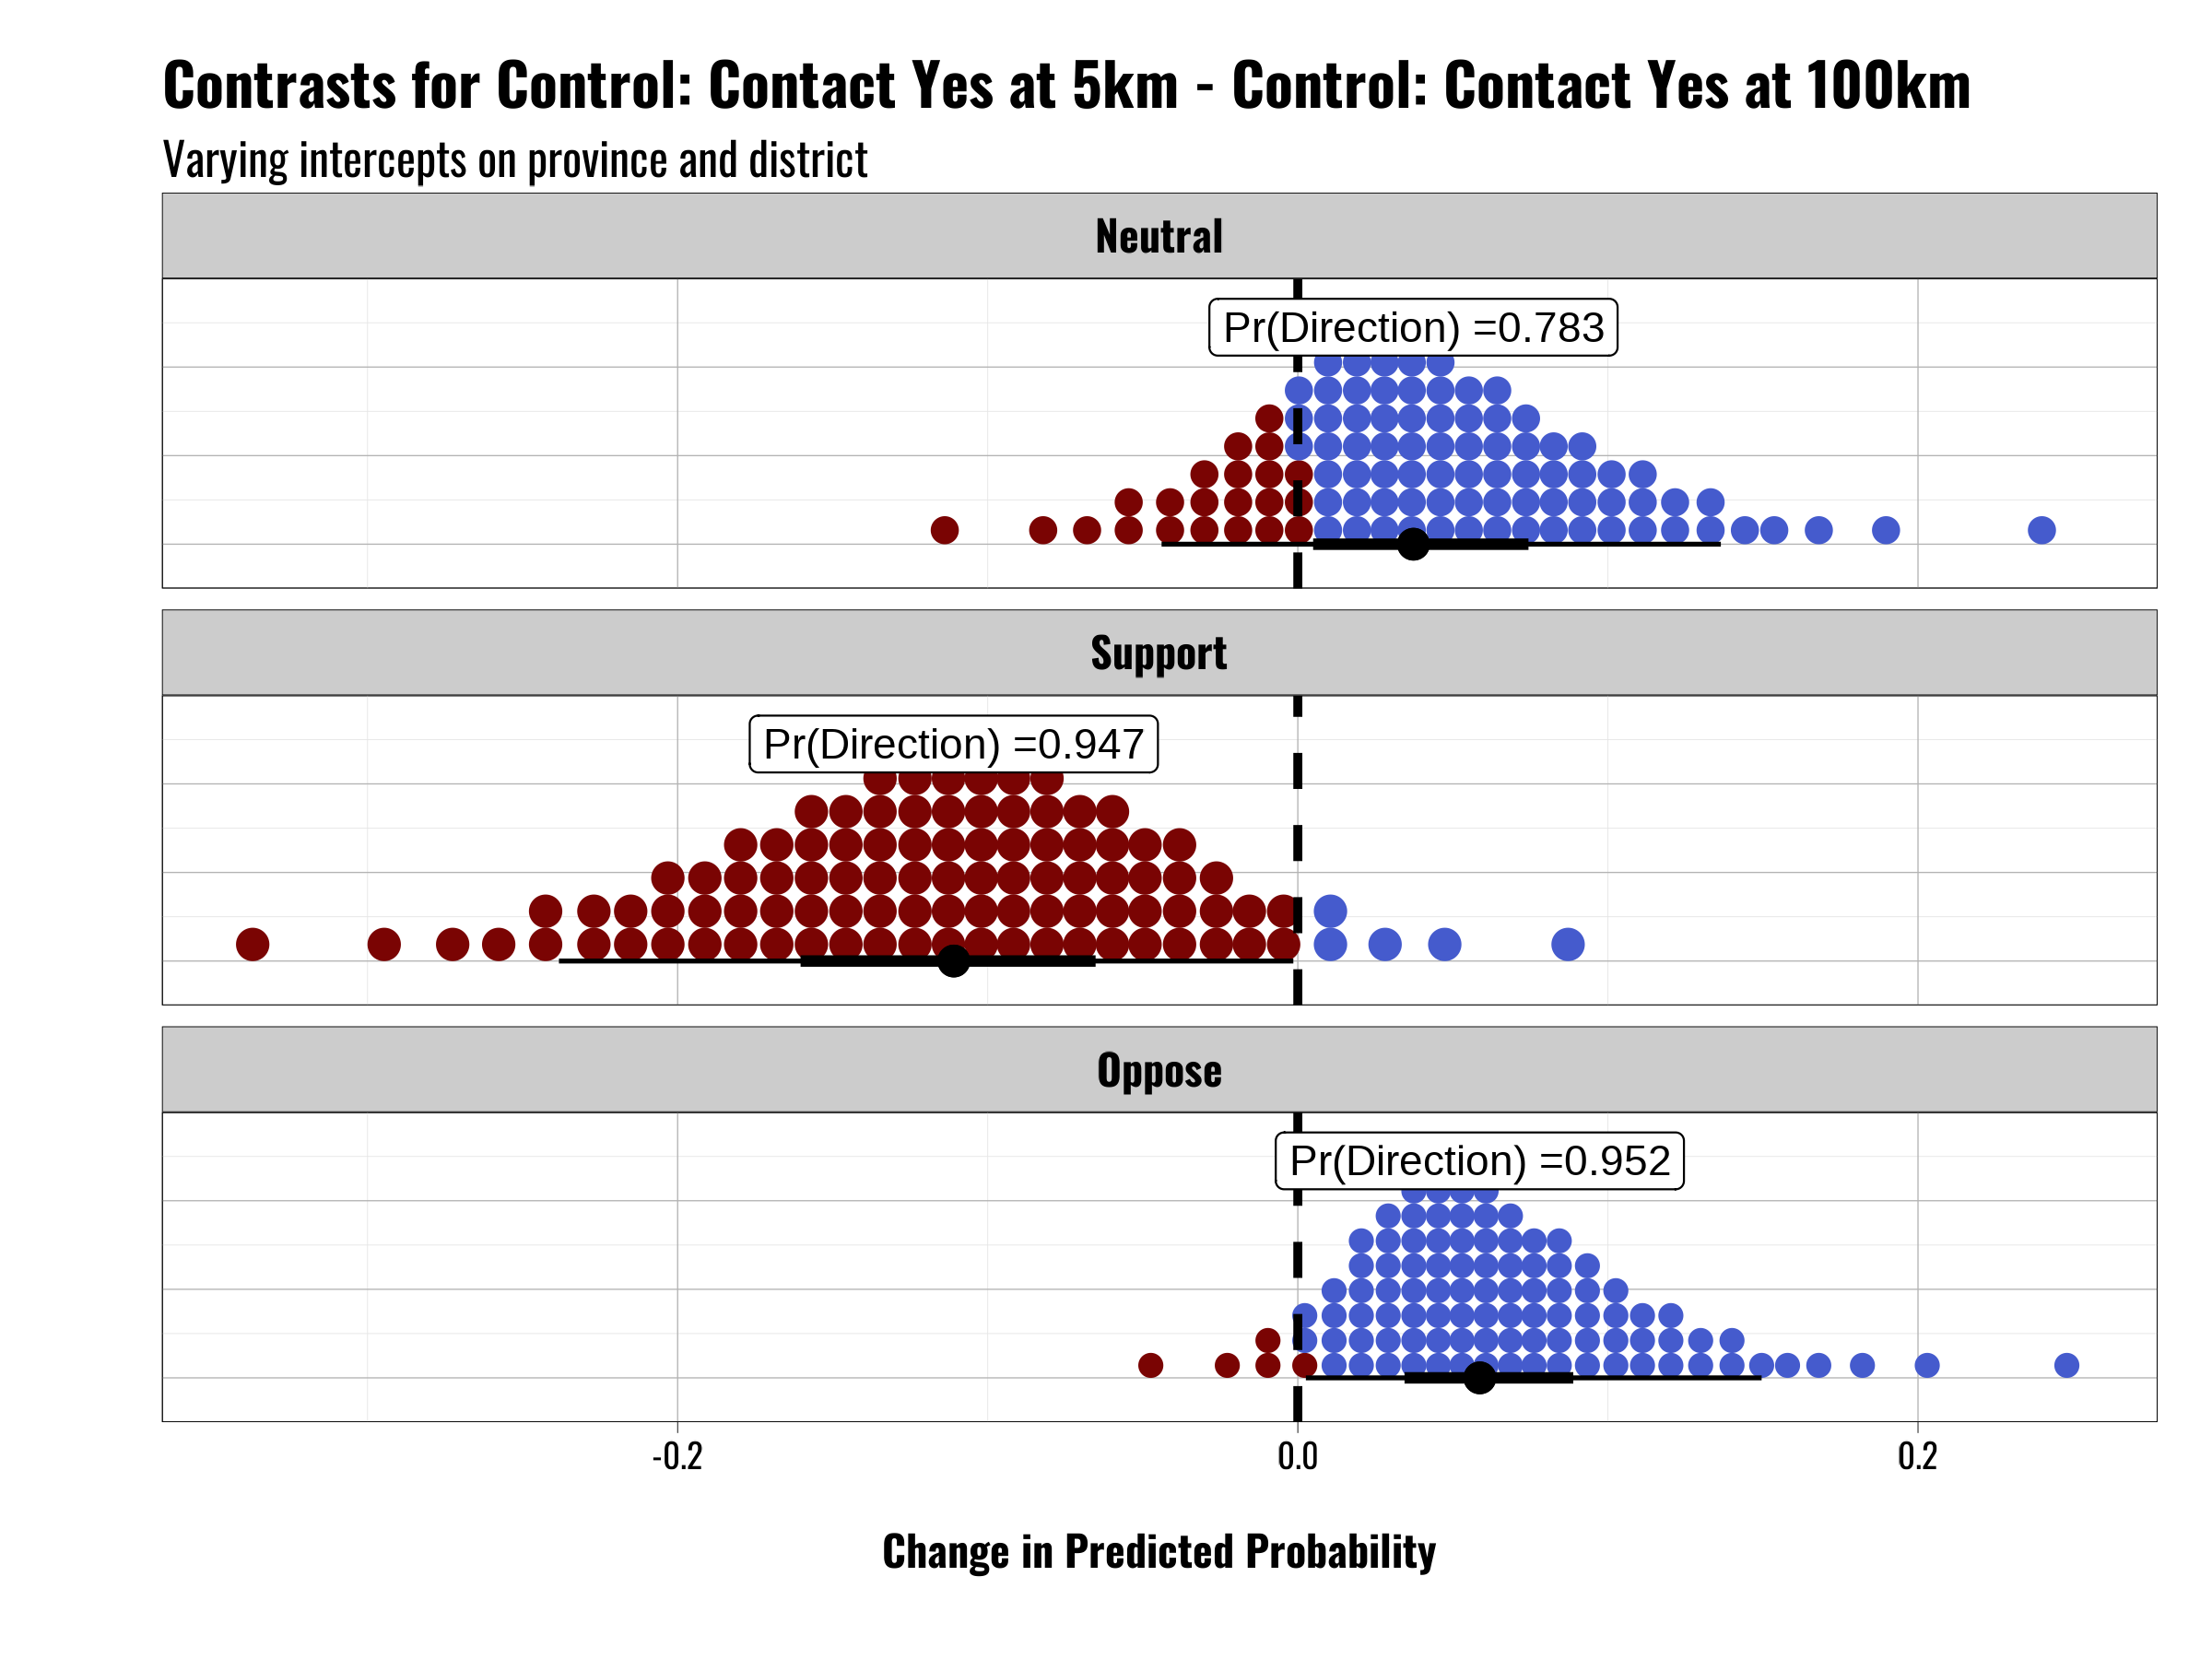 Contrasts for Control: Contact Yes at 5km - Control: Contact Yes at 100km
Varying intercepts on province and district
Neutral
Pr(Direction) =0.783
Support
Pr(Direction) =0.947
Oppose
Pr(Direction) =0.952
-0.2 0.0 0.2
Change in Predicted Probability